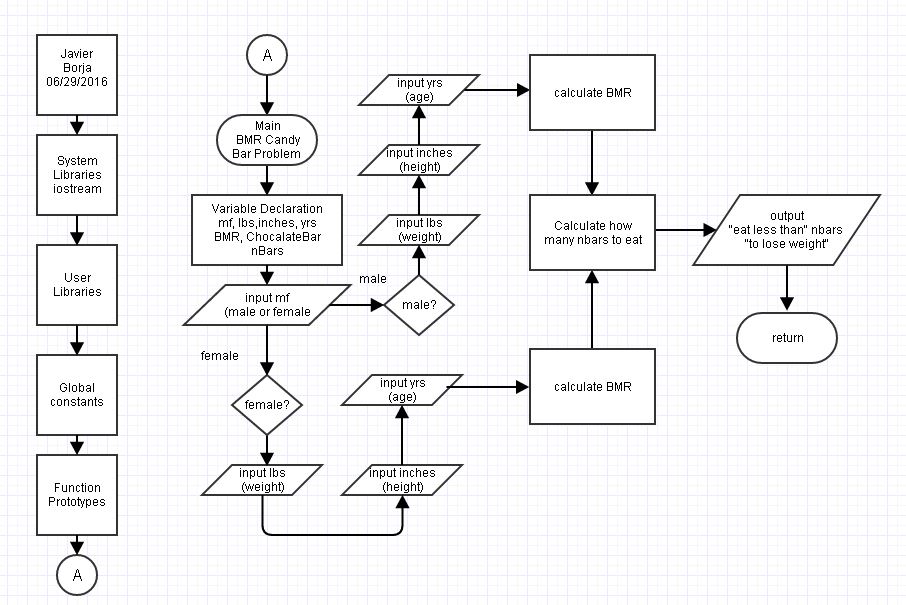 Javier
Borja
06/29/2016
System
Libraries
iostream
User
Libraries
Global
constants
Function
Prototypes
A
A
Main
BMR Candy
Bar Problem
Variable Declaration
mf, lbs,inches, yrs
BMR, ChocalateBar
nBars
input mf
(male or female
male
male?
input lbs
(weight)
input inches
(height)
input yrs
(age)
calculate BMR
female
female?
input lbs
(weight)
input inches
(height)
input yrs
(age)
calculate BMR
Calculate how
many nbars to eat
output
"eat less than" nbars
"to lose weight"
return